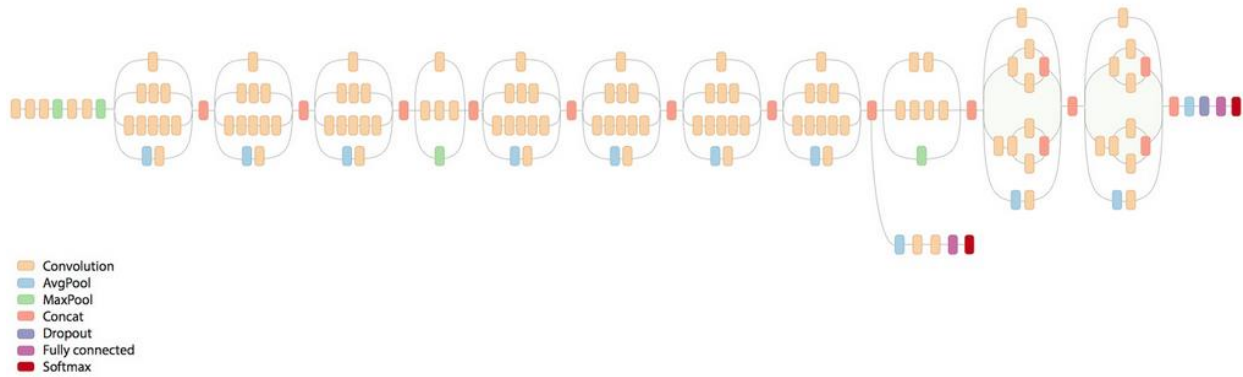 Convolution
AvgPool
MaxPool
Concat
Dropout
Fully connected
Softmax